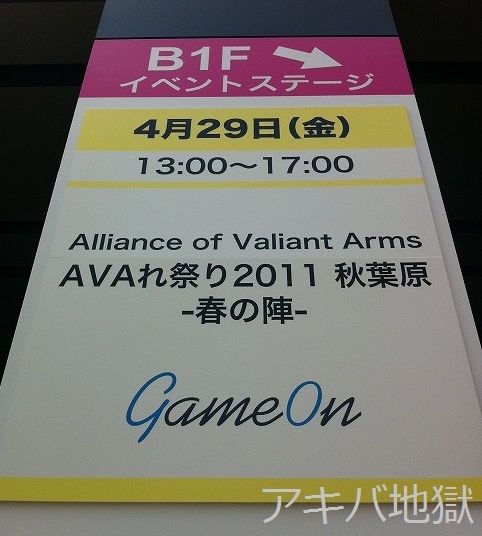 B1F
イベントステージ
4月29日(金)
13:00〜17:00
Alliance of Valiant Arms
AVAれ祭り2011 秋葉原
-春の陣-
GameOn
アキバ地獄